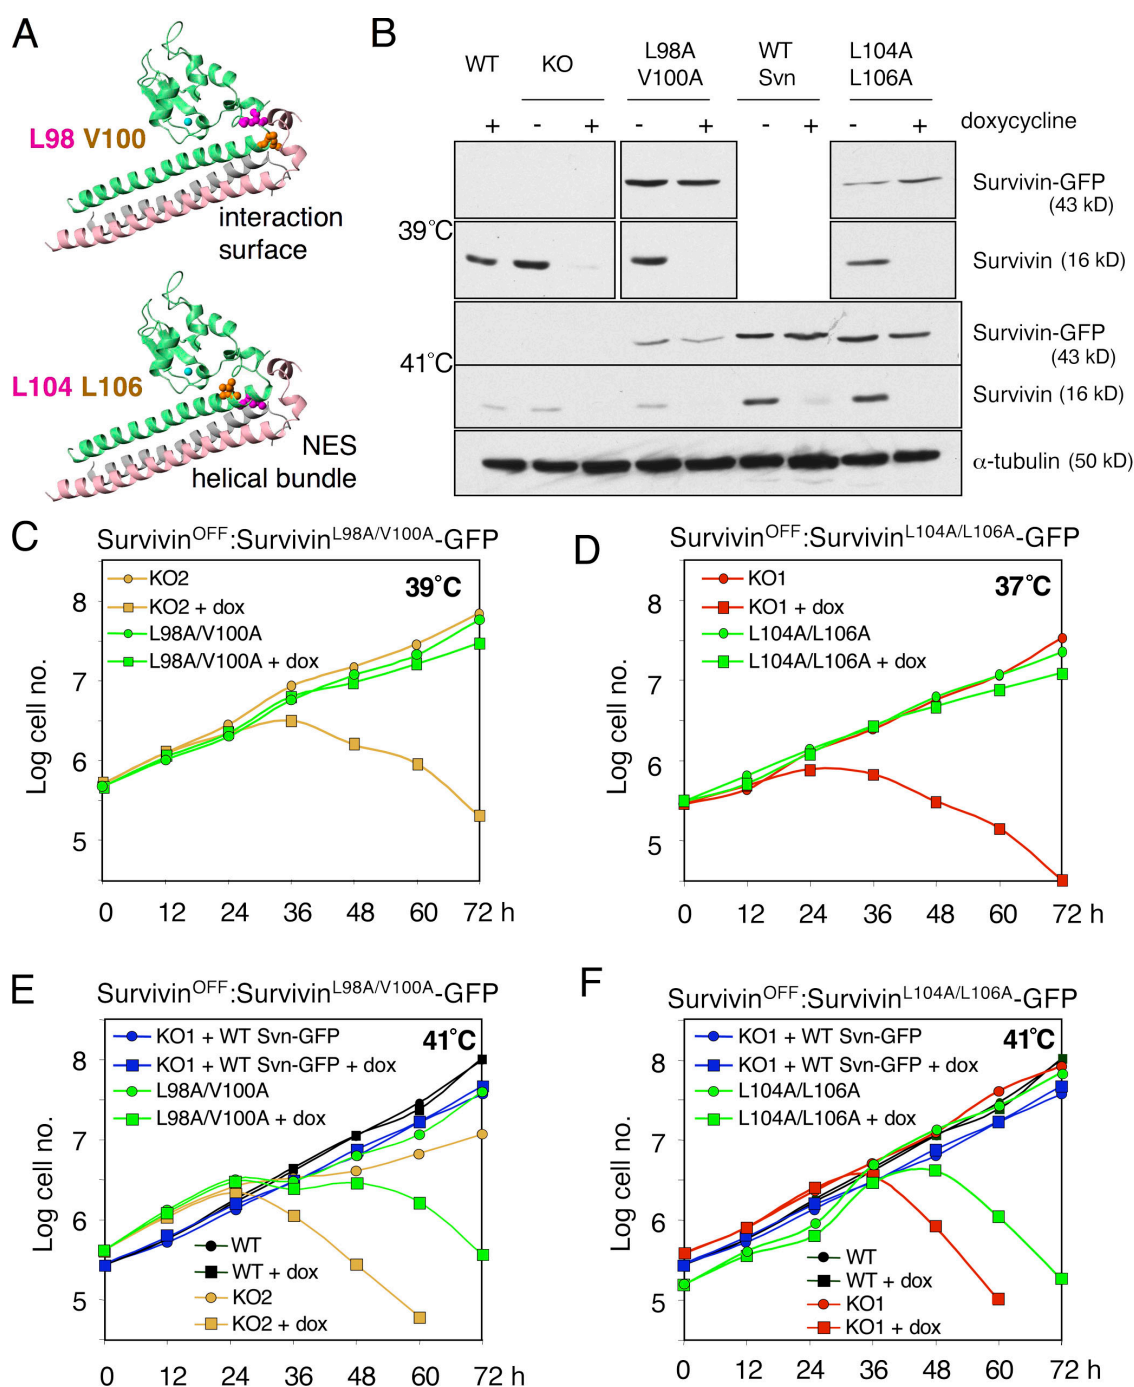 A
L98 V100
interaction
surface
L104 L106
NES
helical bundle
B
WT
KO
L98A
V100A
WT
Svn
L104A
L106A
+ - + - + - + - + doxycycline
39°C
Survivin-GFP
(43 kD)
Survivin (16 kD)
41°C
Survivin-GFP
(43 kD)
Survivin (16 kD)
α-tubulin (50 kD)
C
SurvivinOFF:SurvivinL98A/V100A-GFP
39°C
KO2
KO2 + dox
L98A/V100A
L98A/V100A + dox
Log cell no.
8
7
6
5
0 12 24 36 48 60 72 h
D
SurvivinOFF:SurvivinL104A/L106A-GFP
37°C
KO1
KO1 + dox
L104A/L106A
L104A/L106A + dox
Log cell no.
8
7
6
5
0 12 24 36 48 60 72 h
E
SurvivinOFF:SurvivinL98A/V100A-GFP
41°C
KO1 + WT Svn-GFP
KO1 + WT Svn-GFP + dox
L98A/V100A
L98A/V100A + dox
WT
WT + dox
KO2
KO2 + dox
Log cell no.
8
7
6
5
0 12 24 36 48 60 72 h
F
SurvivinOFF:SurvivinL104A/L106A-GFP
41°C
KO1 + WT Svn-GFP
KO1 + WT Svn-GFP + dox
L104A/L106A
L104A/L106A + dox
WT
WT + dox
KO1
KO1 + dox
Log cell no.
8
7
6
5
0 12 24 36 48 60 72 h